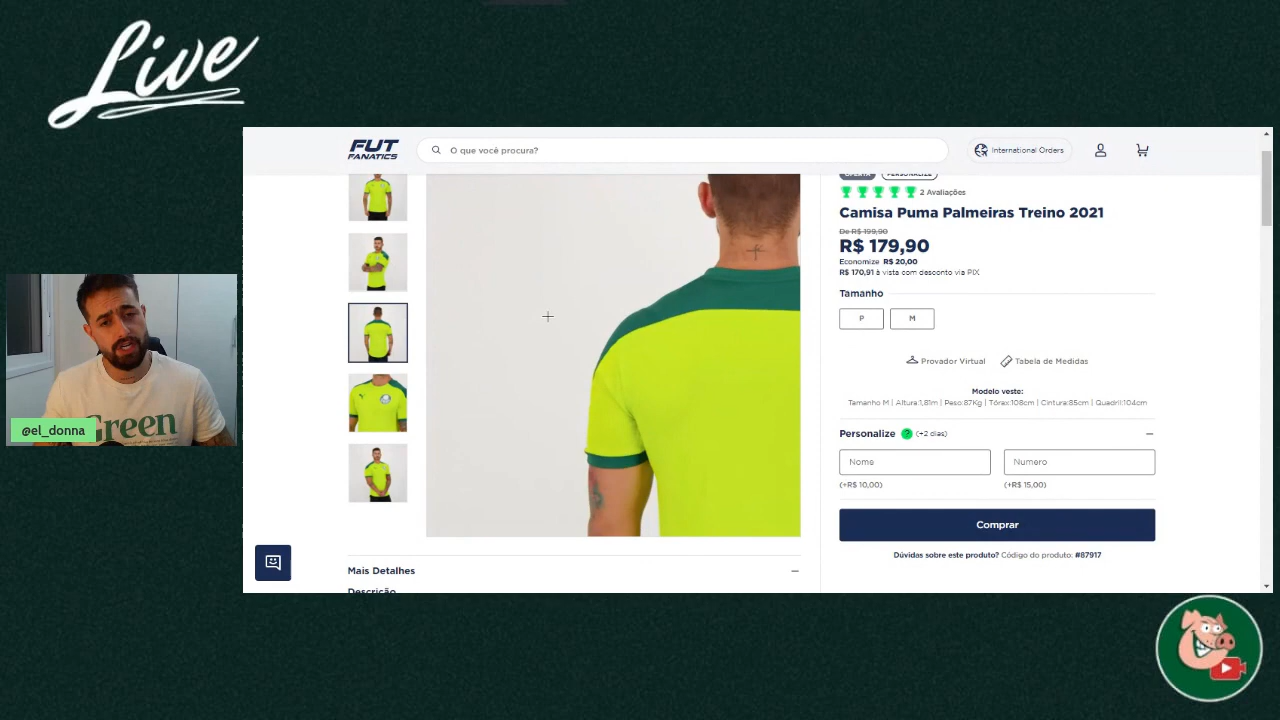 Live
FUT
FANATICS
O que você procura?
International Orders
OFERTA
PERSONALIZE
2 Avaliações
Camisa Puma Palmeiras Treino 2021
De R$ 199,90
R$ 179,90
Economize R$ 20,00
R$ 170,91 à vista com desconto via PIX
Tamanho
P
M
Provador Virtual
Tabela de Medidas
Modelo veste:
Tamanho M | Altura:1,81m | Peso:87Kg | Tórax:108cm | Cintura:85cm | Quadril:104cm
Personalize ? (+2 dias)
Nome
Numero
(+R$ 10,00)
(+R$ 15,00)
Comprar
Dúvidas sobre este produto? Código do produto: #87917
Mais Detalhes
Descrição
Green
@el_donna